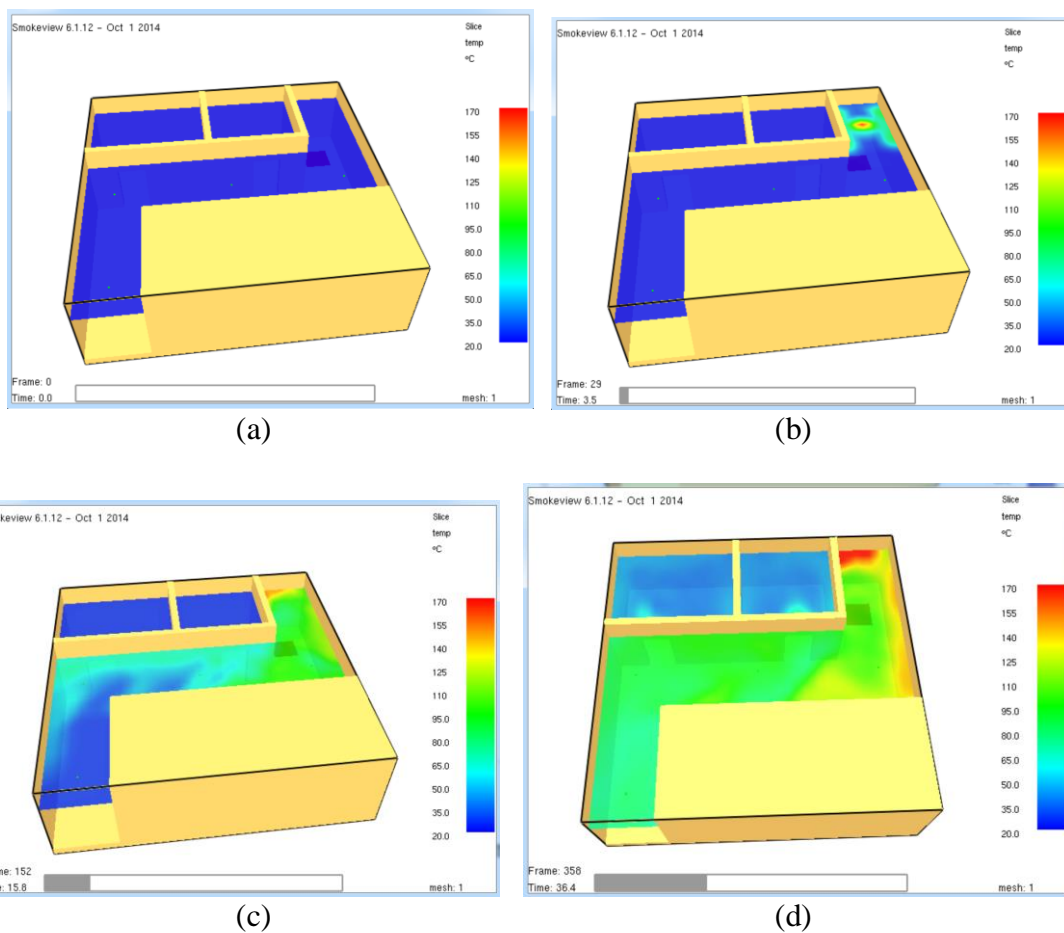 Smokeview 6.1.12 - Oct 1 2014
Slice
temp
°C
170
155
140
125
110
95.0
80.0
65.0
50.0
35.0
20.0
Frame: 0
Time: 0.0
mesh: 1
(a)
Smokeview 6.1.12 - Oct 1 2014
Slice
temp
°C
170
155
140
125
110
95.0
80.0
65.0
50.0
35.0
20.0
Frame: 29
Time: 3.5
mesh: 1
(b)
keview 6.1.12 - Oct 1 2014
Slice
temp
°C
170
155
140
125
110
95.0
80.0
65.0
50.0
35.0
20.0
me: 152
e: 15.8
mesh: 1
(c)
Smokeview 6.1.12 - Oct 1 2014
Slice
temp
°C
170
155
140
125
110
95.0
80.0
65.0
50.0
35.0
20.0
Frame: 358
Time: 36.4
mesh: 1
(d)